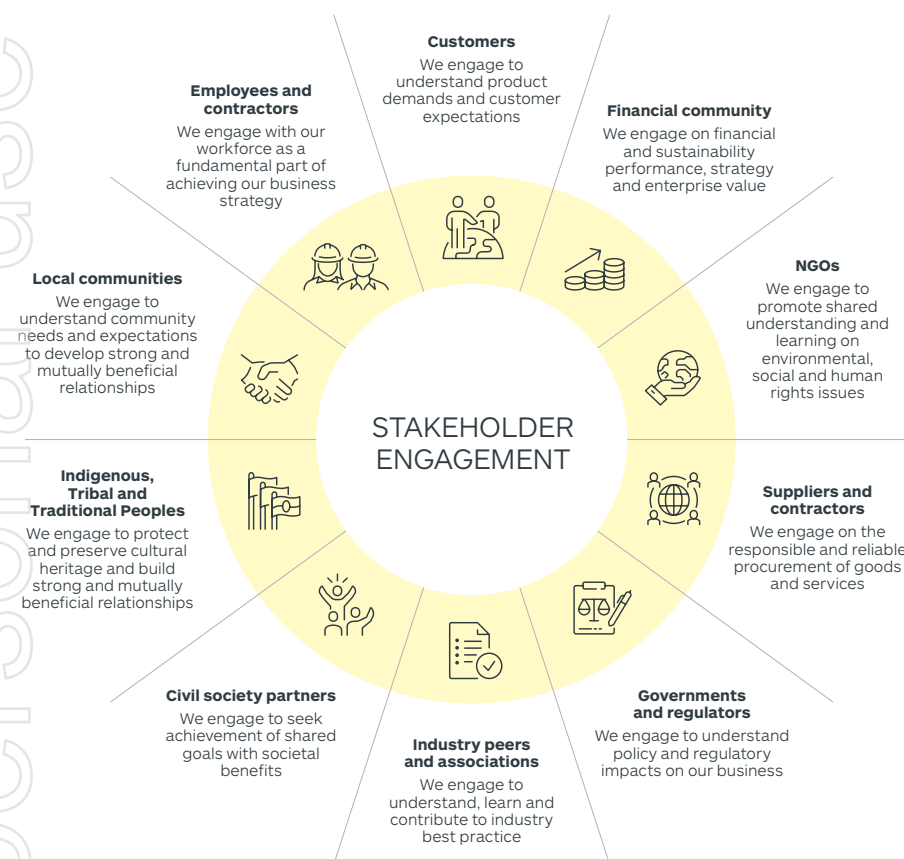 Customers
We engage to
understand product
demands and customer
expectations
Financial community
We engage on financial
and sustainability
performance, strategy
and enterprise value
NGOs
We engage to
promote shared
understanding and
learning on
environmental,
social and human
rights issues
Suppliers and
contractors
We engage on the
responsible and reliable
procurement of goods
and services
Governments
and regulators
We engage to understand
policy and regulatory
impacts on our business
Industry peers
and associations
We engage to
understand, learn and
contribute to industry
best practice
Civil society partners
We engage to seek
achievement of shared
goals with societal
benefits
Indigenous,
Tribal and
Traditional Peoples
We engage to protect
and preserve cultural
heritage and build
strong and mutually
beneficial relationships
Local communities
We engage to
understand community
needs and expectations
to develop strong and
mutually beneficial
relationships
Employees and
contractors
We engage with our
workforce as a
fundamental part of
achieving our business
strategy
STAKEHOLDER
ENGAGEMENT